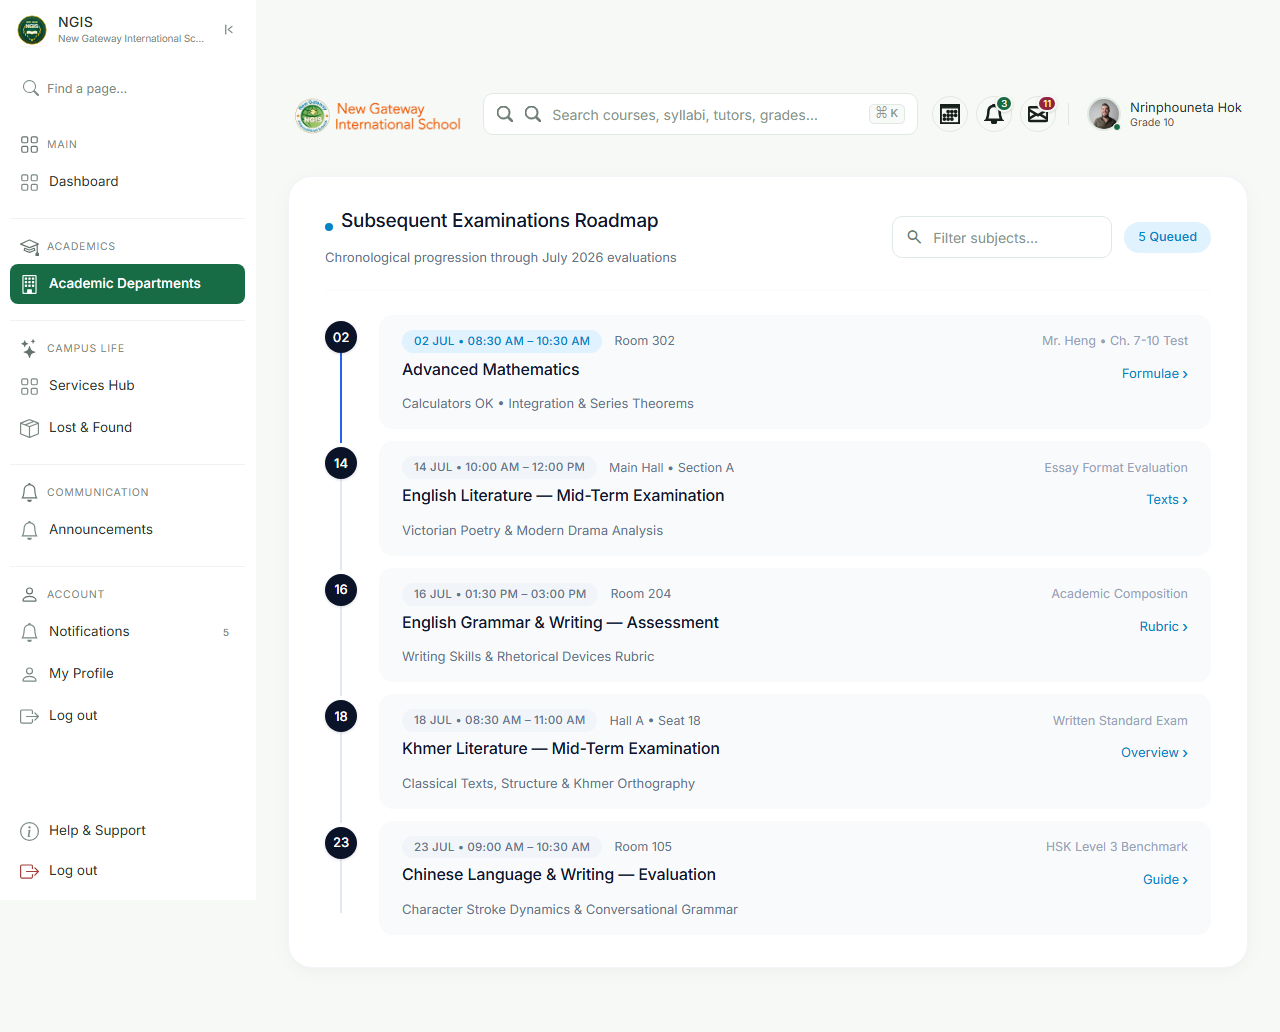 NGIS
New Gateway International Sc...
Find a page...
MAIN
Dashboard
ACADEMICS
Academic Departments
CAMPUS LIFE
Services Hub
Lost & Found
COMMUNICATION
Announcements
ACCOUNT
Notifications 5
My Profile
Log out
Help & Support
Log out
New Gateway
International School
Search courses, syllabi, tutors, grades...
⌘ K
3
11
Nrinphouneta Hok
Grade 10
Subsequent Examinations Roadmap
Chronological progression through July 2026 evaluations
Filter subjects...
5 Queued
02
02 JUL • 08:30 AM – 10:30 AM Room 302
Mr. Heng • Ch. 7-10 Test
Advanced Mathematics
Formulae ›
Calculators OK • Integration & Series Theorems
14
14 JUL • 10:00 AM – 12:00 PM Main Hall • Section A
Essay Format Evaluation
English Literature — Mid-Term Examination
Texts ›
Victorian Poetry & Modern Drama Analysis
16
16 JUL • 01:30 PM – 03:00 PM Room 204
Academic Composition
English Grammar & Writing — Assessment
Rubric ›
Writing Skills & Rhetorical Devices Rubric
18
18 JUL • 08:30 AM – 11:00 AM Hall A • Seat 18
Written Standard Exam
Khmer Literature — Mid-Term Examination
Overview ›
Classical Texts, Structure & Khmer Orthography
23
23 JUL • 09:00 AM – 10:30 AM Room 105
HSK Level 3 Benchmark
Chinese Language & Writing — Evaluation
Guide ›
Character Stroke Dynamics & Conversational Grammar